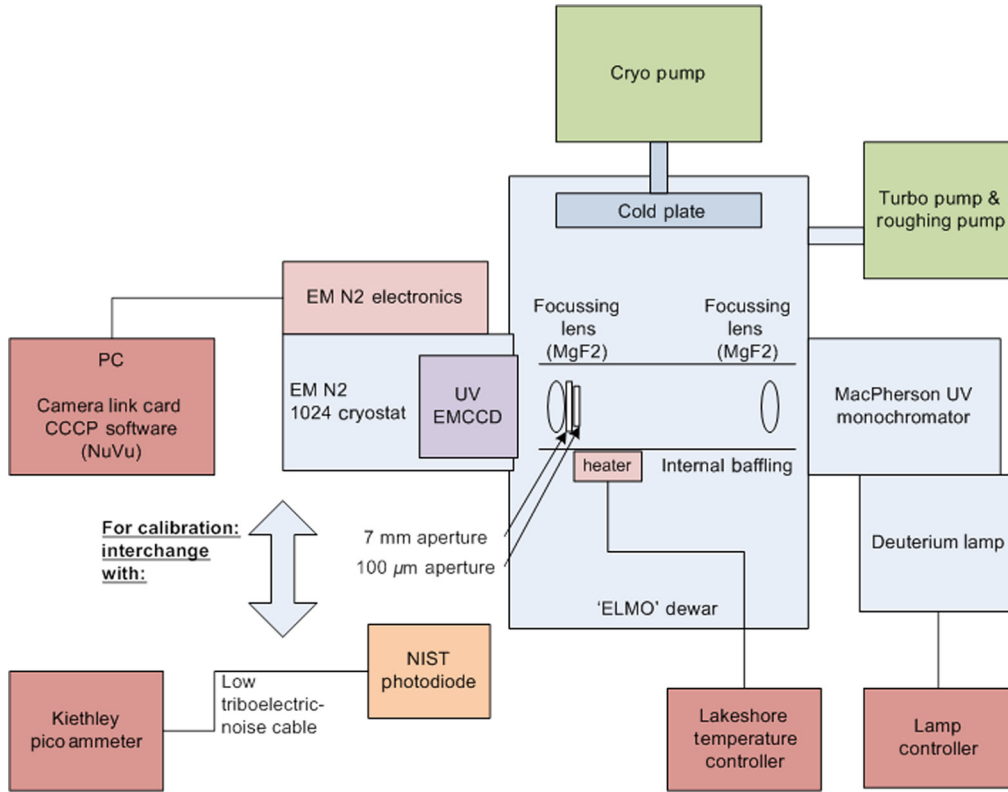 Cryo pump
Turbo pump &
roughing pump
Cold plate
EM N2 electronics
Focussing
lens
(MgF2)
Focussing
lens
(MgF2)
PC
Camera link card
CCCP software
(NuVu)
EM N2
1024 cryostat
UV
EMCCD
MacPherson UV
monochromator
heater
Internal baffling
For calibration:
interchange
with:
7 mm aperture
100 µm aperture
Deuterium lamp
'ELMO' dewar
NIST
photodiode
Low
triboelectric-
noise cable
Kiethley
pico ammeter
Lakeshore
temperature
controller
Lamp
controller